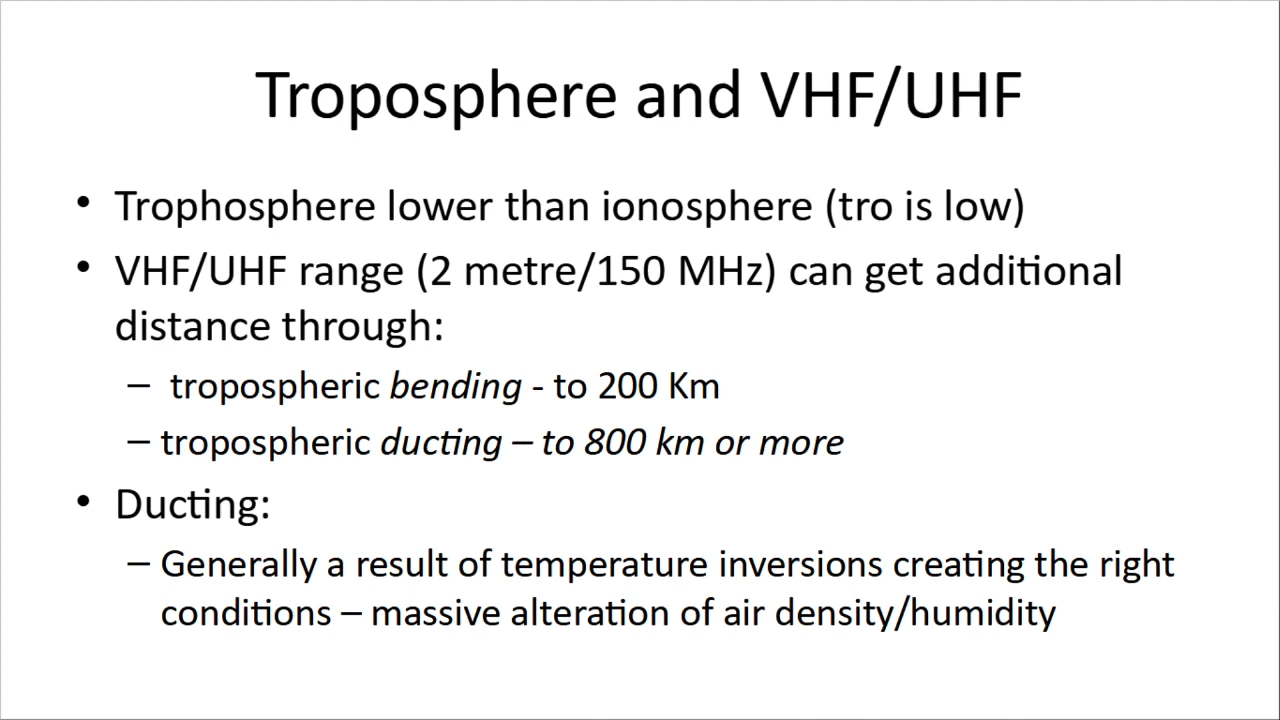 Troposphere and VHF/UHF
• Trophosphere lower than ionosphere (tro is low)
• VHF/UHF range (2 metre/150 MHz) can get additional
distance through:
– tropospheric bending - to 200 Km
– tropospheric ducting – to 800 km or more
• Ducting:
– Generally a result of temperature inversions creating the right
conditions – massive alteration of air density/humidity